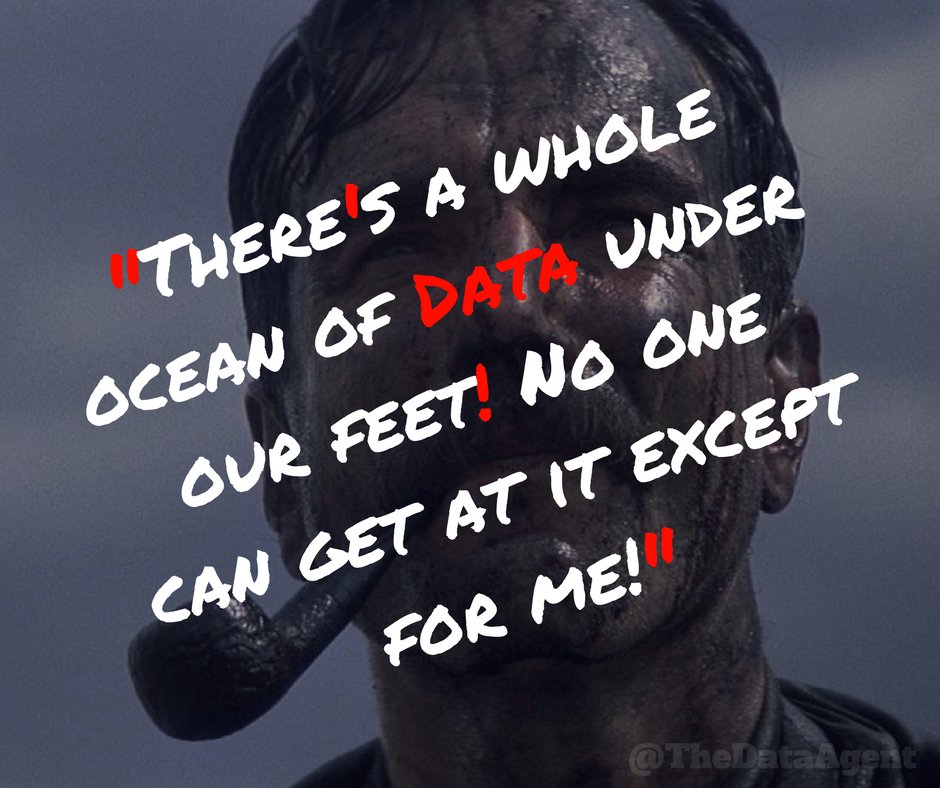 "There's a whole
ocean of Data under
our feet! No one
can get at it except
for me!"
@TheDataAgent